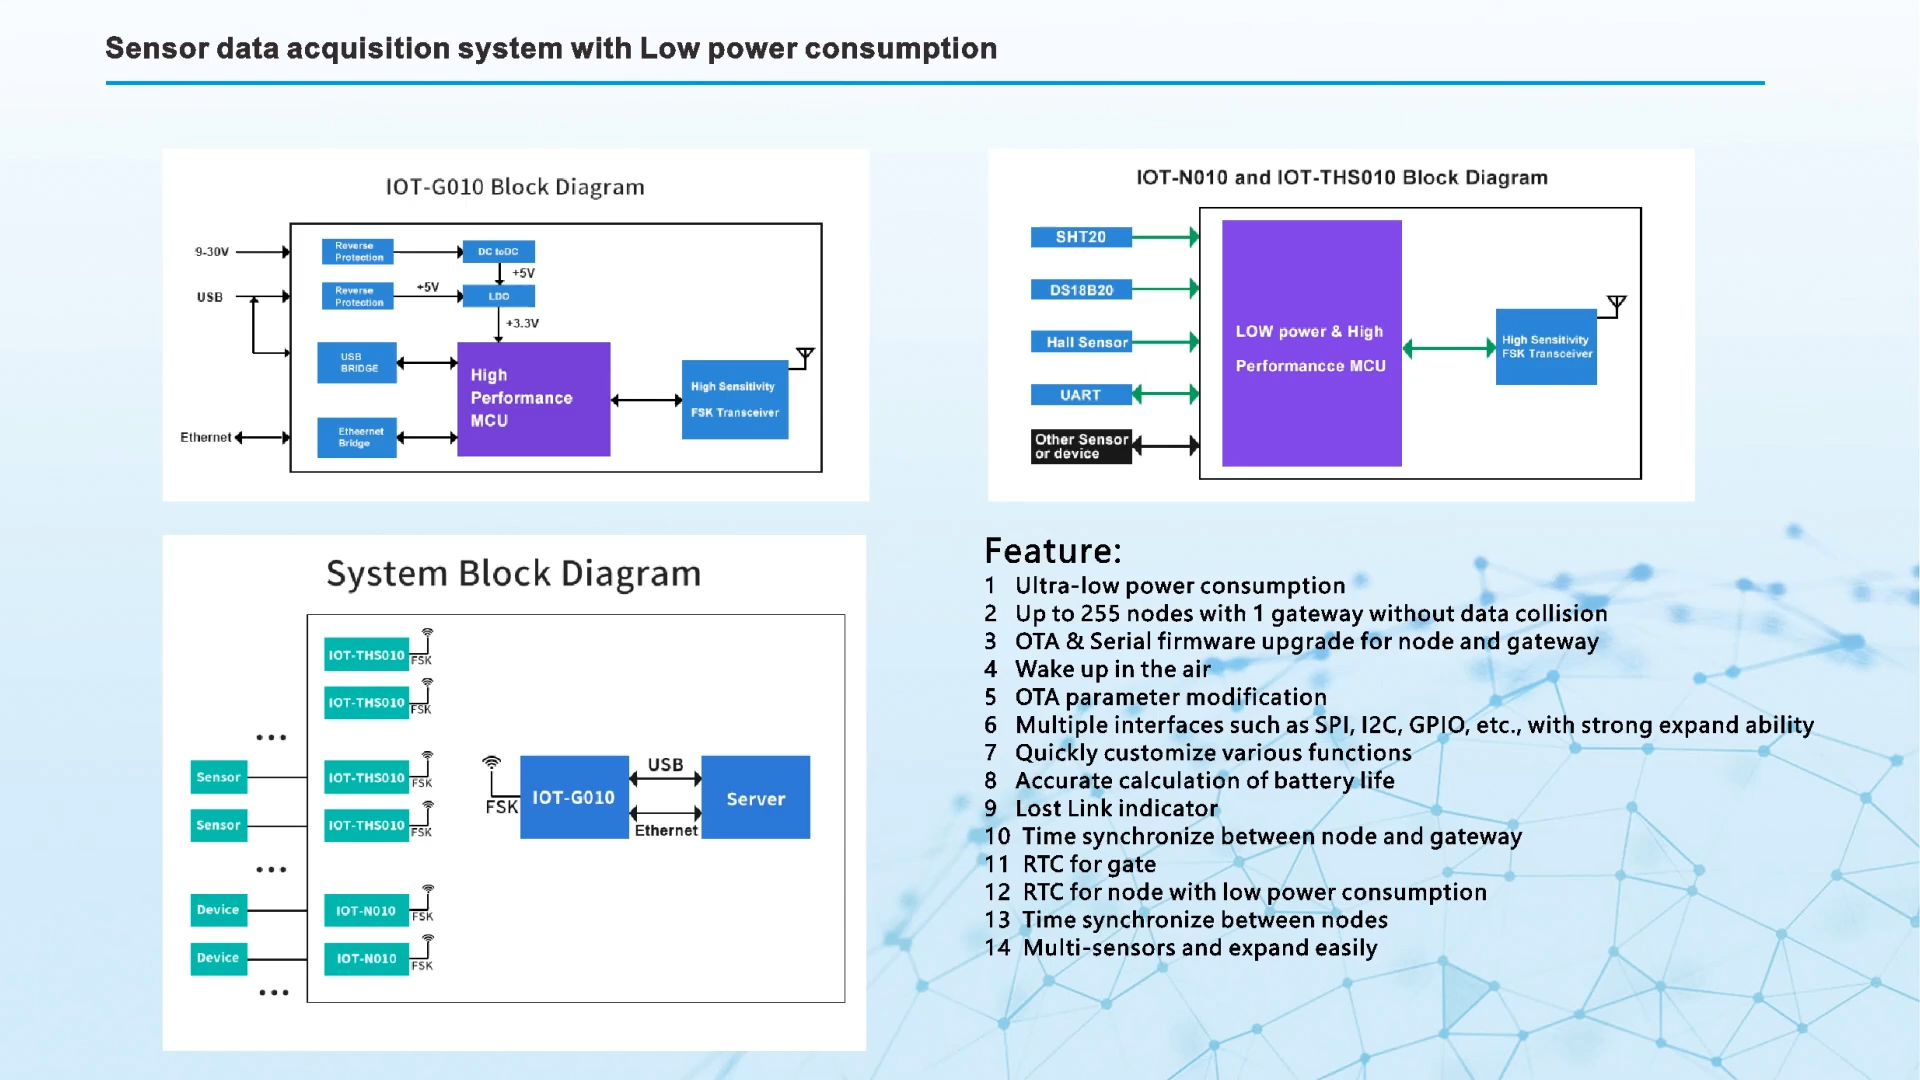 Sensor data acquisition system with Low power consumption
IOT-G010 Block Diagram
9-30V
Reverse
Protection
DC toDC
+5V
USB
Reverse
Protection
+5V
LDO
+3.3V
USB
BRIDGE
High
Performance
MCU
High Sensitivity
FSK Transceiver
Ethernet
Etheernet
Bridge
IOT-N010 and IOT-THS010 Block Diagram
SHT20
DS18B20
Hall Sensor
UART
Other Sensor
or device
LOW power & High
Performancce MCU
High Sensitivity
FSK Transceiver
System Block Diagram
IOT-THS010
FSK
IOT-THS010
FSK
...
Sensor
IOT-THS010
FSK
Sensor
IOT-THS010
FSK
...
Device
IOT-N010
FSK
Device
IOT-N010
FSK
...
FSK
IOT-G010
USB
Ethernet
Server
Feature:
1 Ultra-low power consumption
2 Up to 255 nodes with 1 gateway without data collision
3 OTA & Serial firmware upgrade for node and gateway
4 Wake up in the air
5 OTA parameter modification
6 Multiple interfaces such as SPI, I2C, GPIO, etc., with strong expand ability
7 Quickly customize various functions
8 Accurate calculation of battery life
9 Lost Link indicator
10 Time synchronize between node and gateway
11 RTC for gate
12 RTC for node with low power consumption
13 Time synchronize between nodes
14 Multi-sensors and expand easily